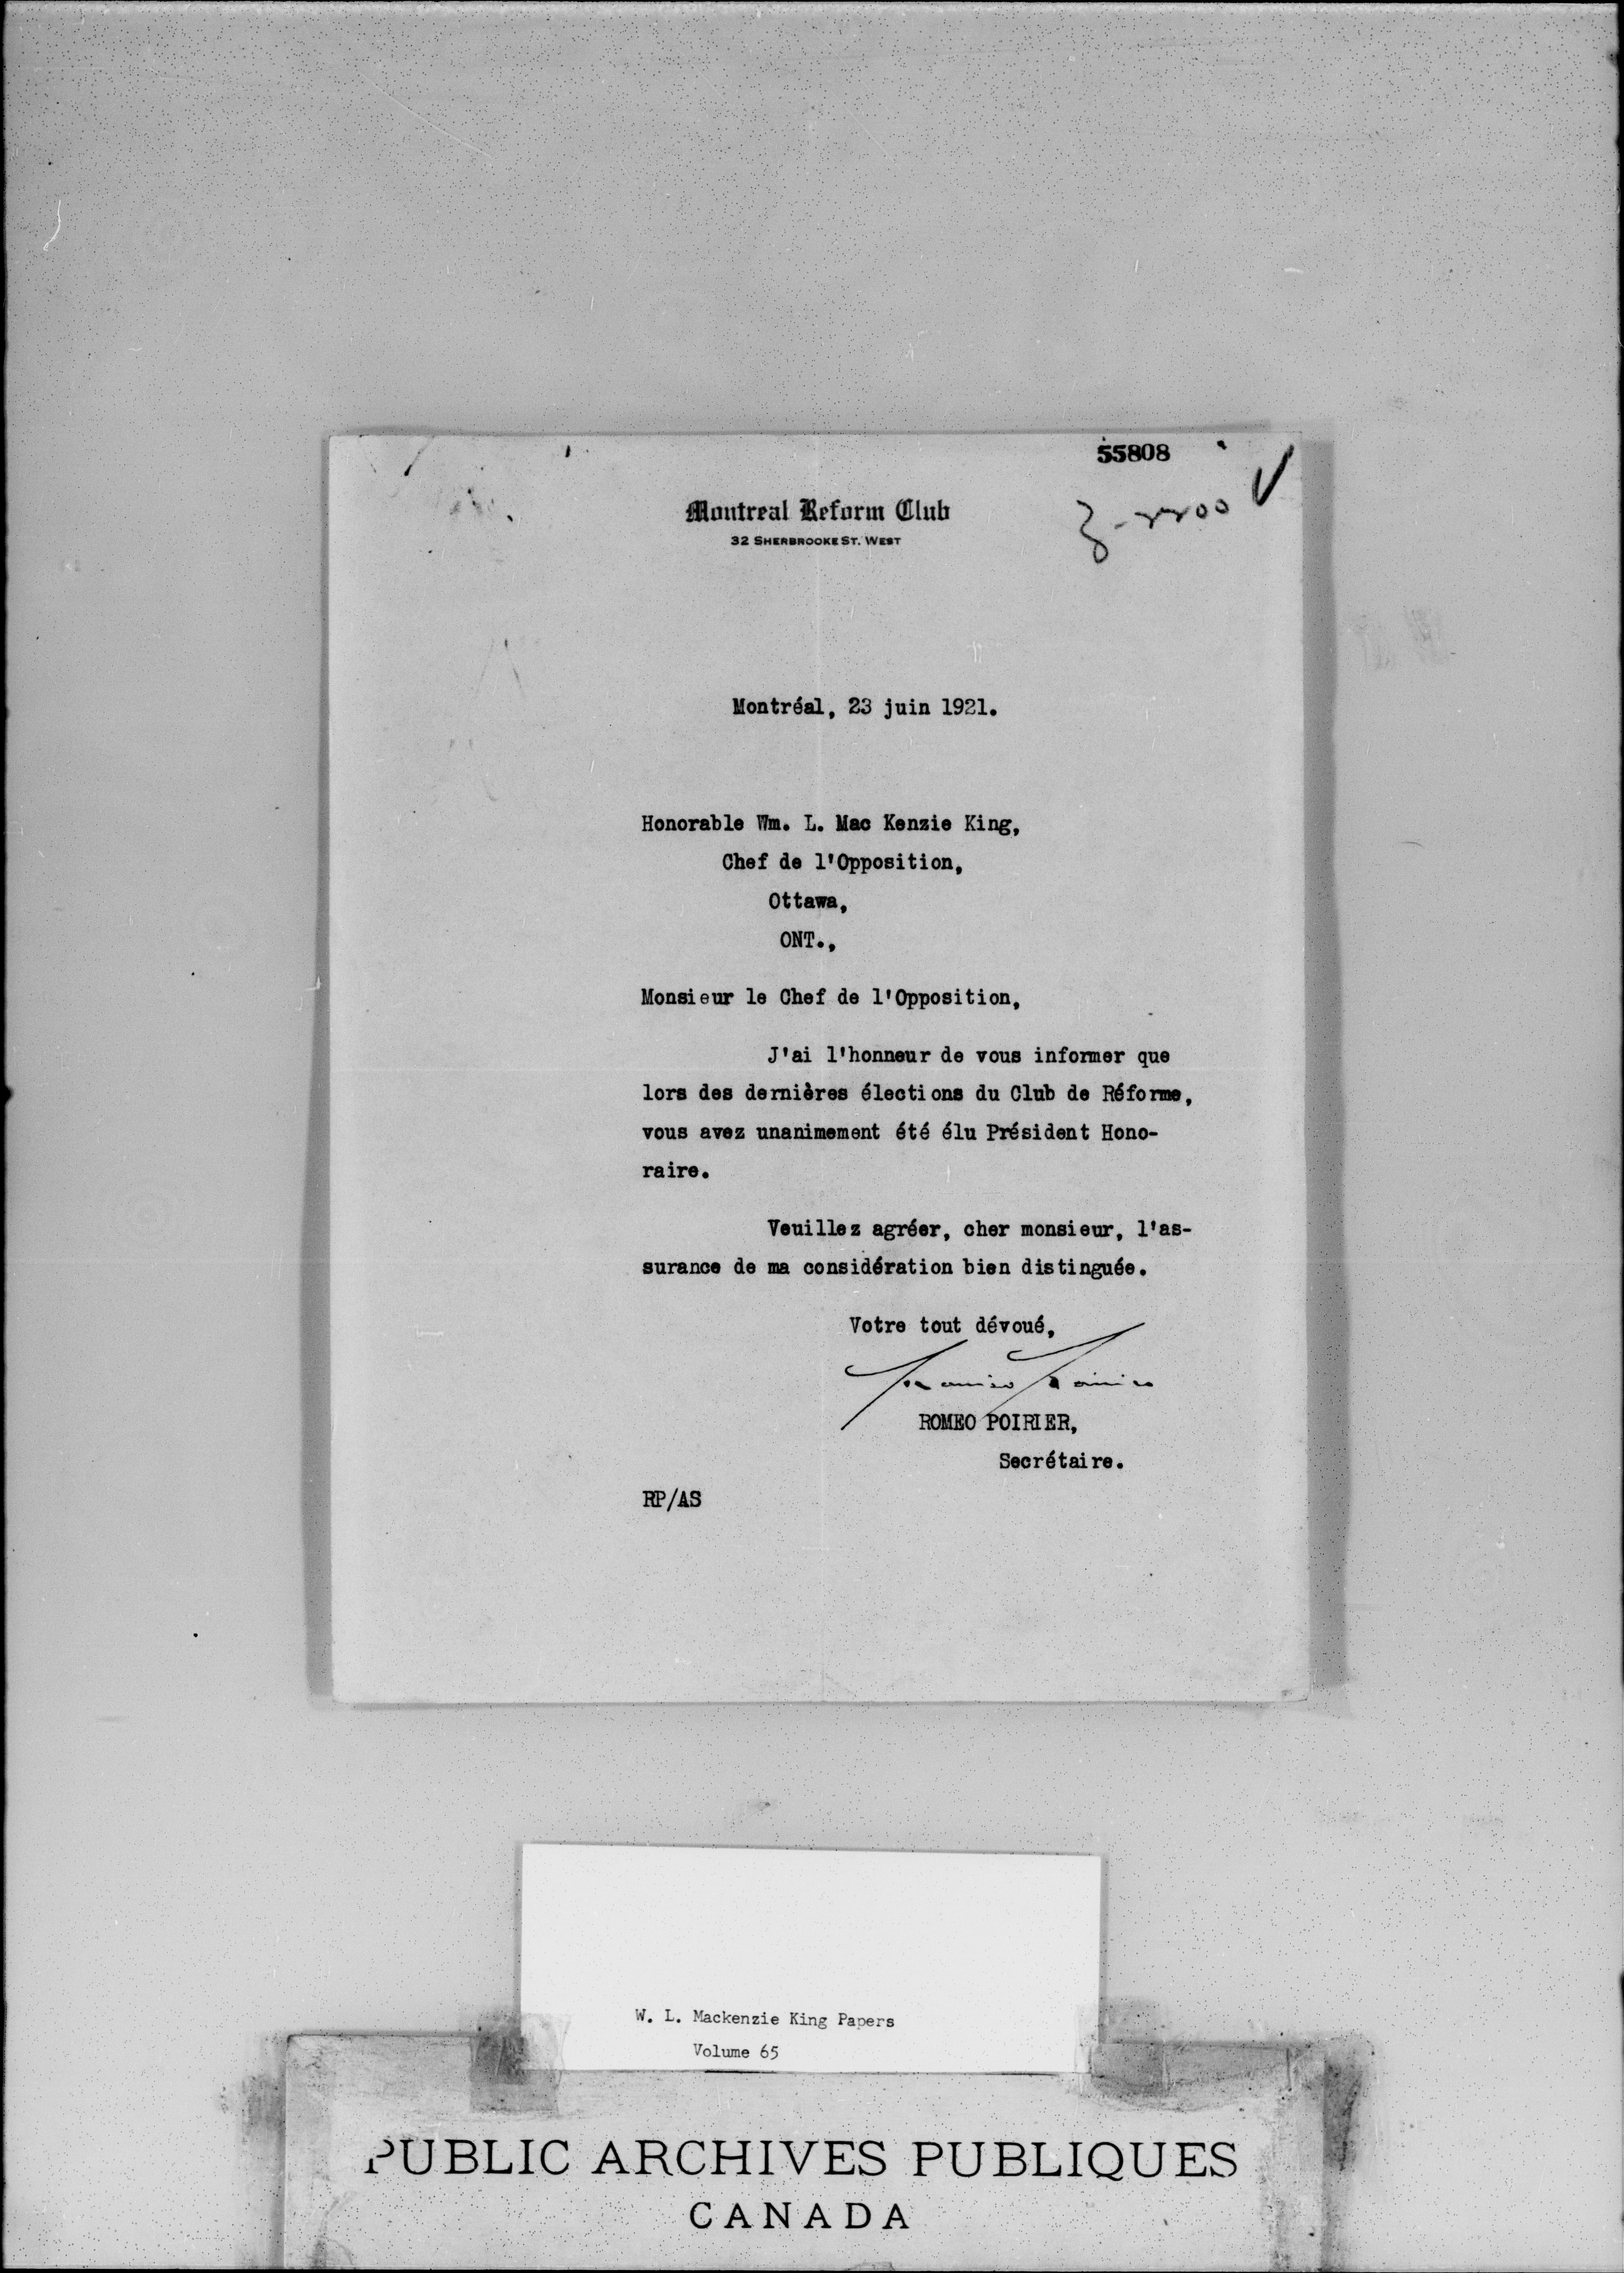 55808
Montreal Reform Club
32 SHERBROOKE ST. WEST
Montréal, 23 juin 1921.
Honorable Wm. L. Mac Kenzie King,
Chef de l'Opposition,
Ottawa,
ONT.,
Monsieur le Chef de l'Opposition,
J'ai l'honneur de vous informer que
lors des dernières élections du Club de Réforme,
vous avez unanimement été élu Président Hono-
raire.
Veuillez agréer, cher monsieur, l'as-
surance de ma considération bien distinguée.
Votre tout dévoué,
ROMEO POIRIER,
Secrétaire.
RP/AS
W. L. Mackenzie King Papers
Volume 65
PUBLIC ARCHIVES PUBLIQUES
CANADA